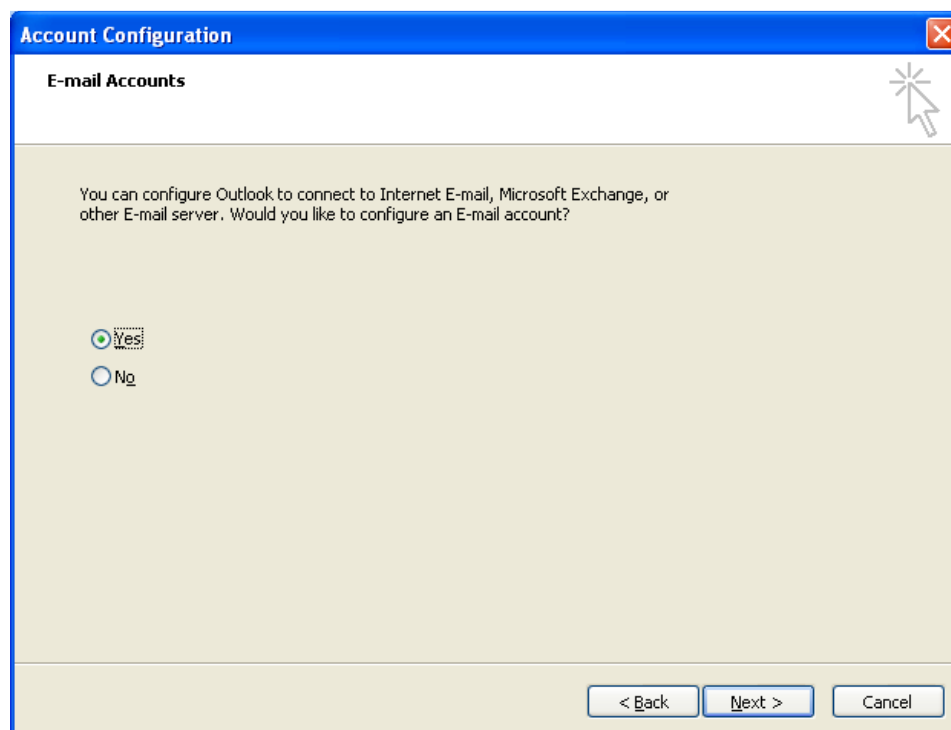 Account Configuration
E-mail Accounts
You can configure Outlook to connect to Internet E-mail, Microsoft Exchange, or
other E-mail server. Would you like to configure an E-mail account?
Yes
No
< Back Next > Cancel